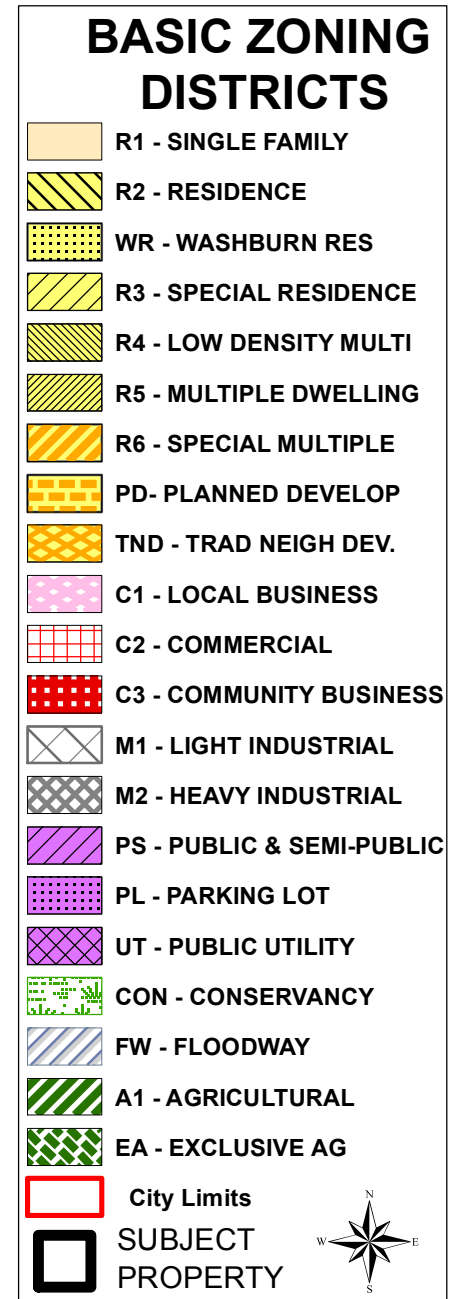 BASIC ZONING
DISTRICTS
R1 - SINGLE FAMILY
R2 - RESIDENCE
WR - WASHBURN RES
R3 - SPECIAL RESIDENCE
R4 - LOW DENSITY MULTI
R5 - MULTIPLE DWELLING
R6 - SPECIAL MULTIPLE
PD- PLANNED DEVELOP
TND - TRAD NEIGH DEV.
C1 - LOCAL BUSINESS
C2 - COMMERCIAL
C3 - COMMUNITY BUSINESS
M1 - LIGHT INDUSTRIAL
M2 - HEAVY INDUSTRIAL
PS - PUBLIC & SEMI-PUBLIC
PL - PARKING LOT
UT - PUBLIC UTILITY
CON - CONSERVANCY
FW - FLOODWAY
A1 - AGRICULTURAL
EA - EXCLUSIVE AG
City Limits
SUBJECT
PROPERTY
N
W E
S